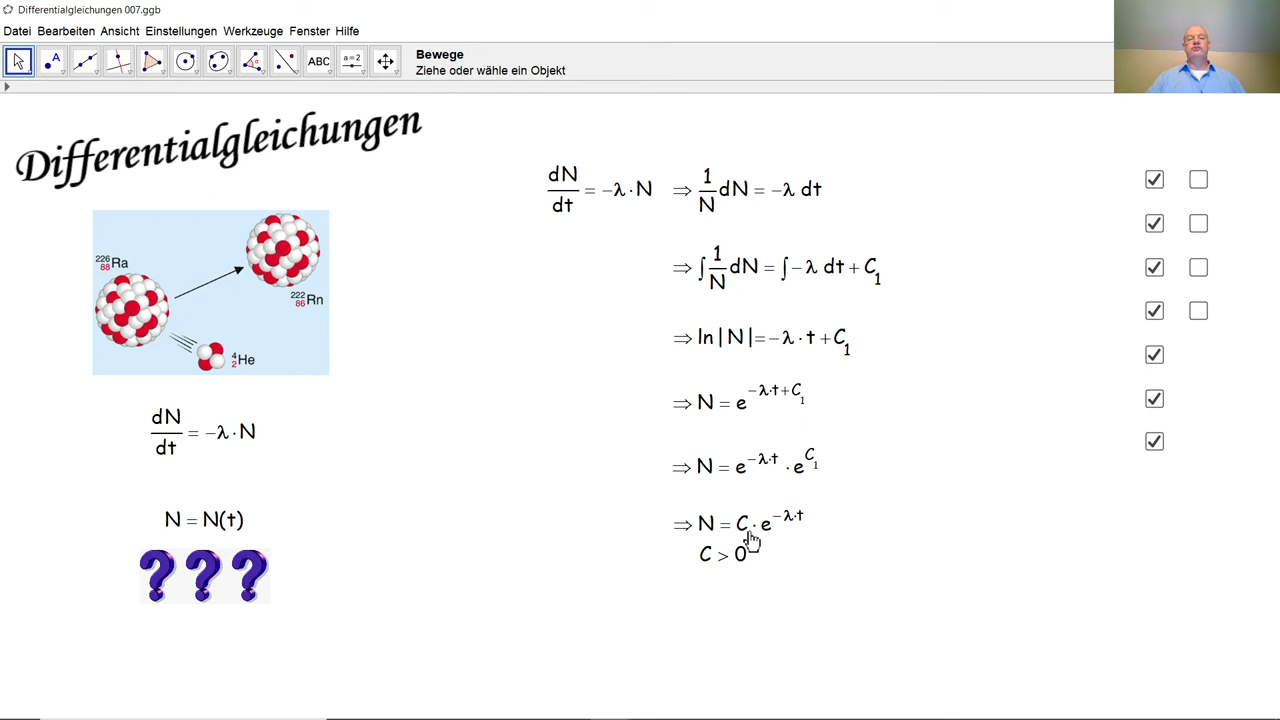 Differentialgleichungen 007.ggb
Datei Bearbeiten Ansicht Einstellungen Werkzeuge Fenster Hilfe
A ABC a=2
Bewege
Ziehe oder wähle ein Objekt
Differentialgleichungen
226 88 Ra
222 86 Rn
4 2 He
dN/dt = −λ·N
N = N(t)
???
dN/dt = −λ·N ⇒ 1/N dN = −λ dt
⇒ ∫ 1/N dN = ∫ −λ dt + C₁
⇒ ln|N| = −λ·t + C₁
⇒ N = e^(−λ·t+C₁)
⇒ N = e^(−λ·t) · e^(C₁)
⇒ N = C · e^(−λ·t)
C > 0